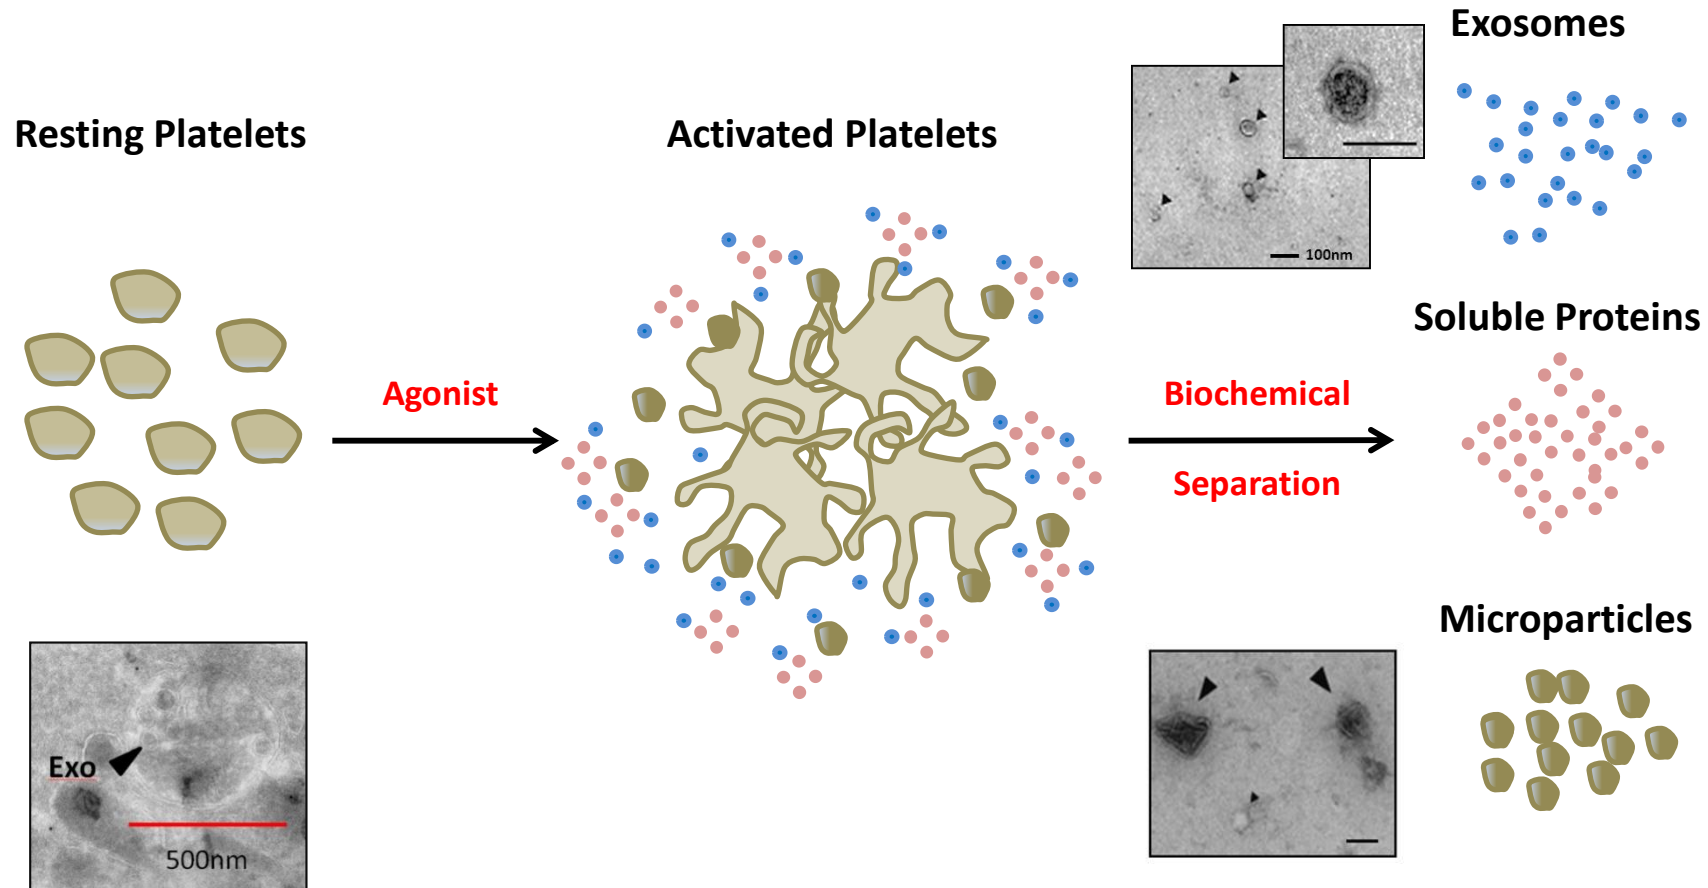 Exosomes
Resting Platelets
Activated Platelets
100nm
Soluble Proteins
Agonist
Biochemical
Separation
Microparticles
Exo
500nm